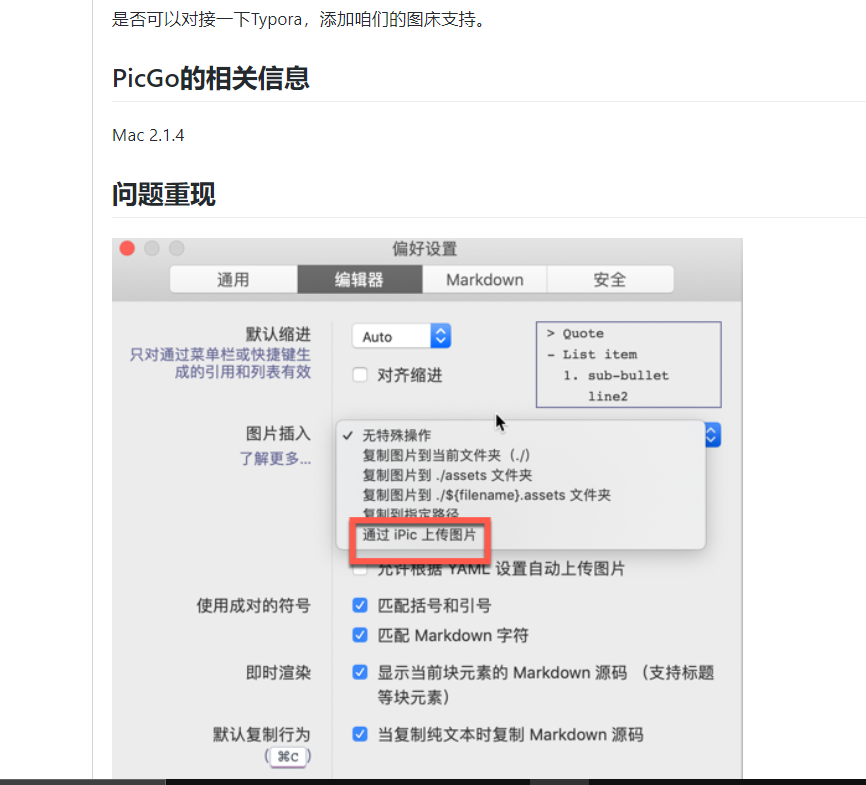 是否可以对接一下Typora，添加咱们的图床支持。
PicGo的相关信息
Mac 2.1.4
问题重现
偏好设置
通用
编辑器
Markdown
安全
默认缩进
只对通过菜单栏或快捷键生
成的引用和列表有效
Auto
对齐缩进
> Quote
- List item
1. sub-bullet
line2
图片插入
了解更多...
✓ 无特殊操作
复制图片到当前文件夹（./）
复制图片到 ./assets 文件夹
复制图片到 ./${filename}.assets 文件夹
复制到指定路径
通过 iPic 上传图片
允许根据 YAML 设置自动上传图片
使用成对的符号
匹配括号和引号
匹配 Markdown 字符
即时渲染
显示当前块元素的 Markdown 源码 （支持标题
等块元素）
默认复制行为
（⌘C）
当复制纯文本时复制 Markdown 源码